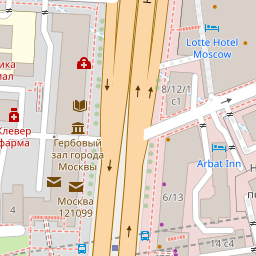 Lotte Hotel
Moscow
8/12/1
с1
Клевер
фарма
Гербовый
зал города
Москвы
Arbat Inn
Москва
121099
4
6/13
14 с4